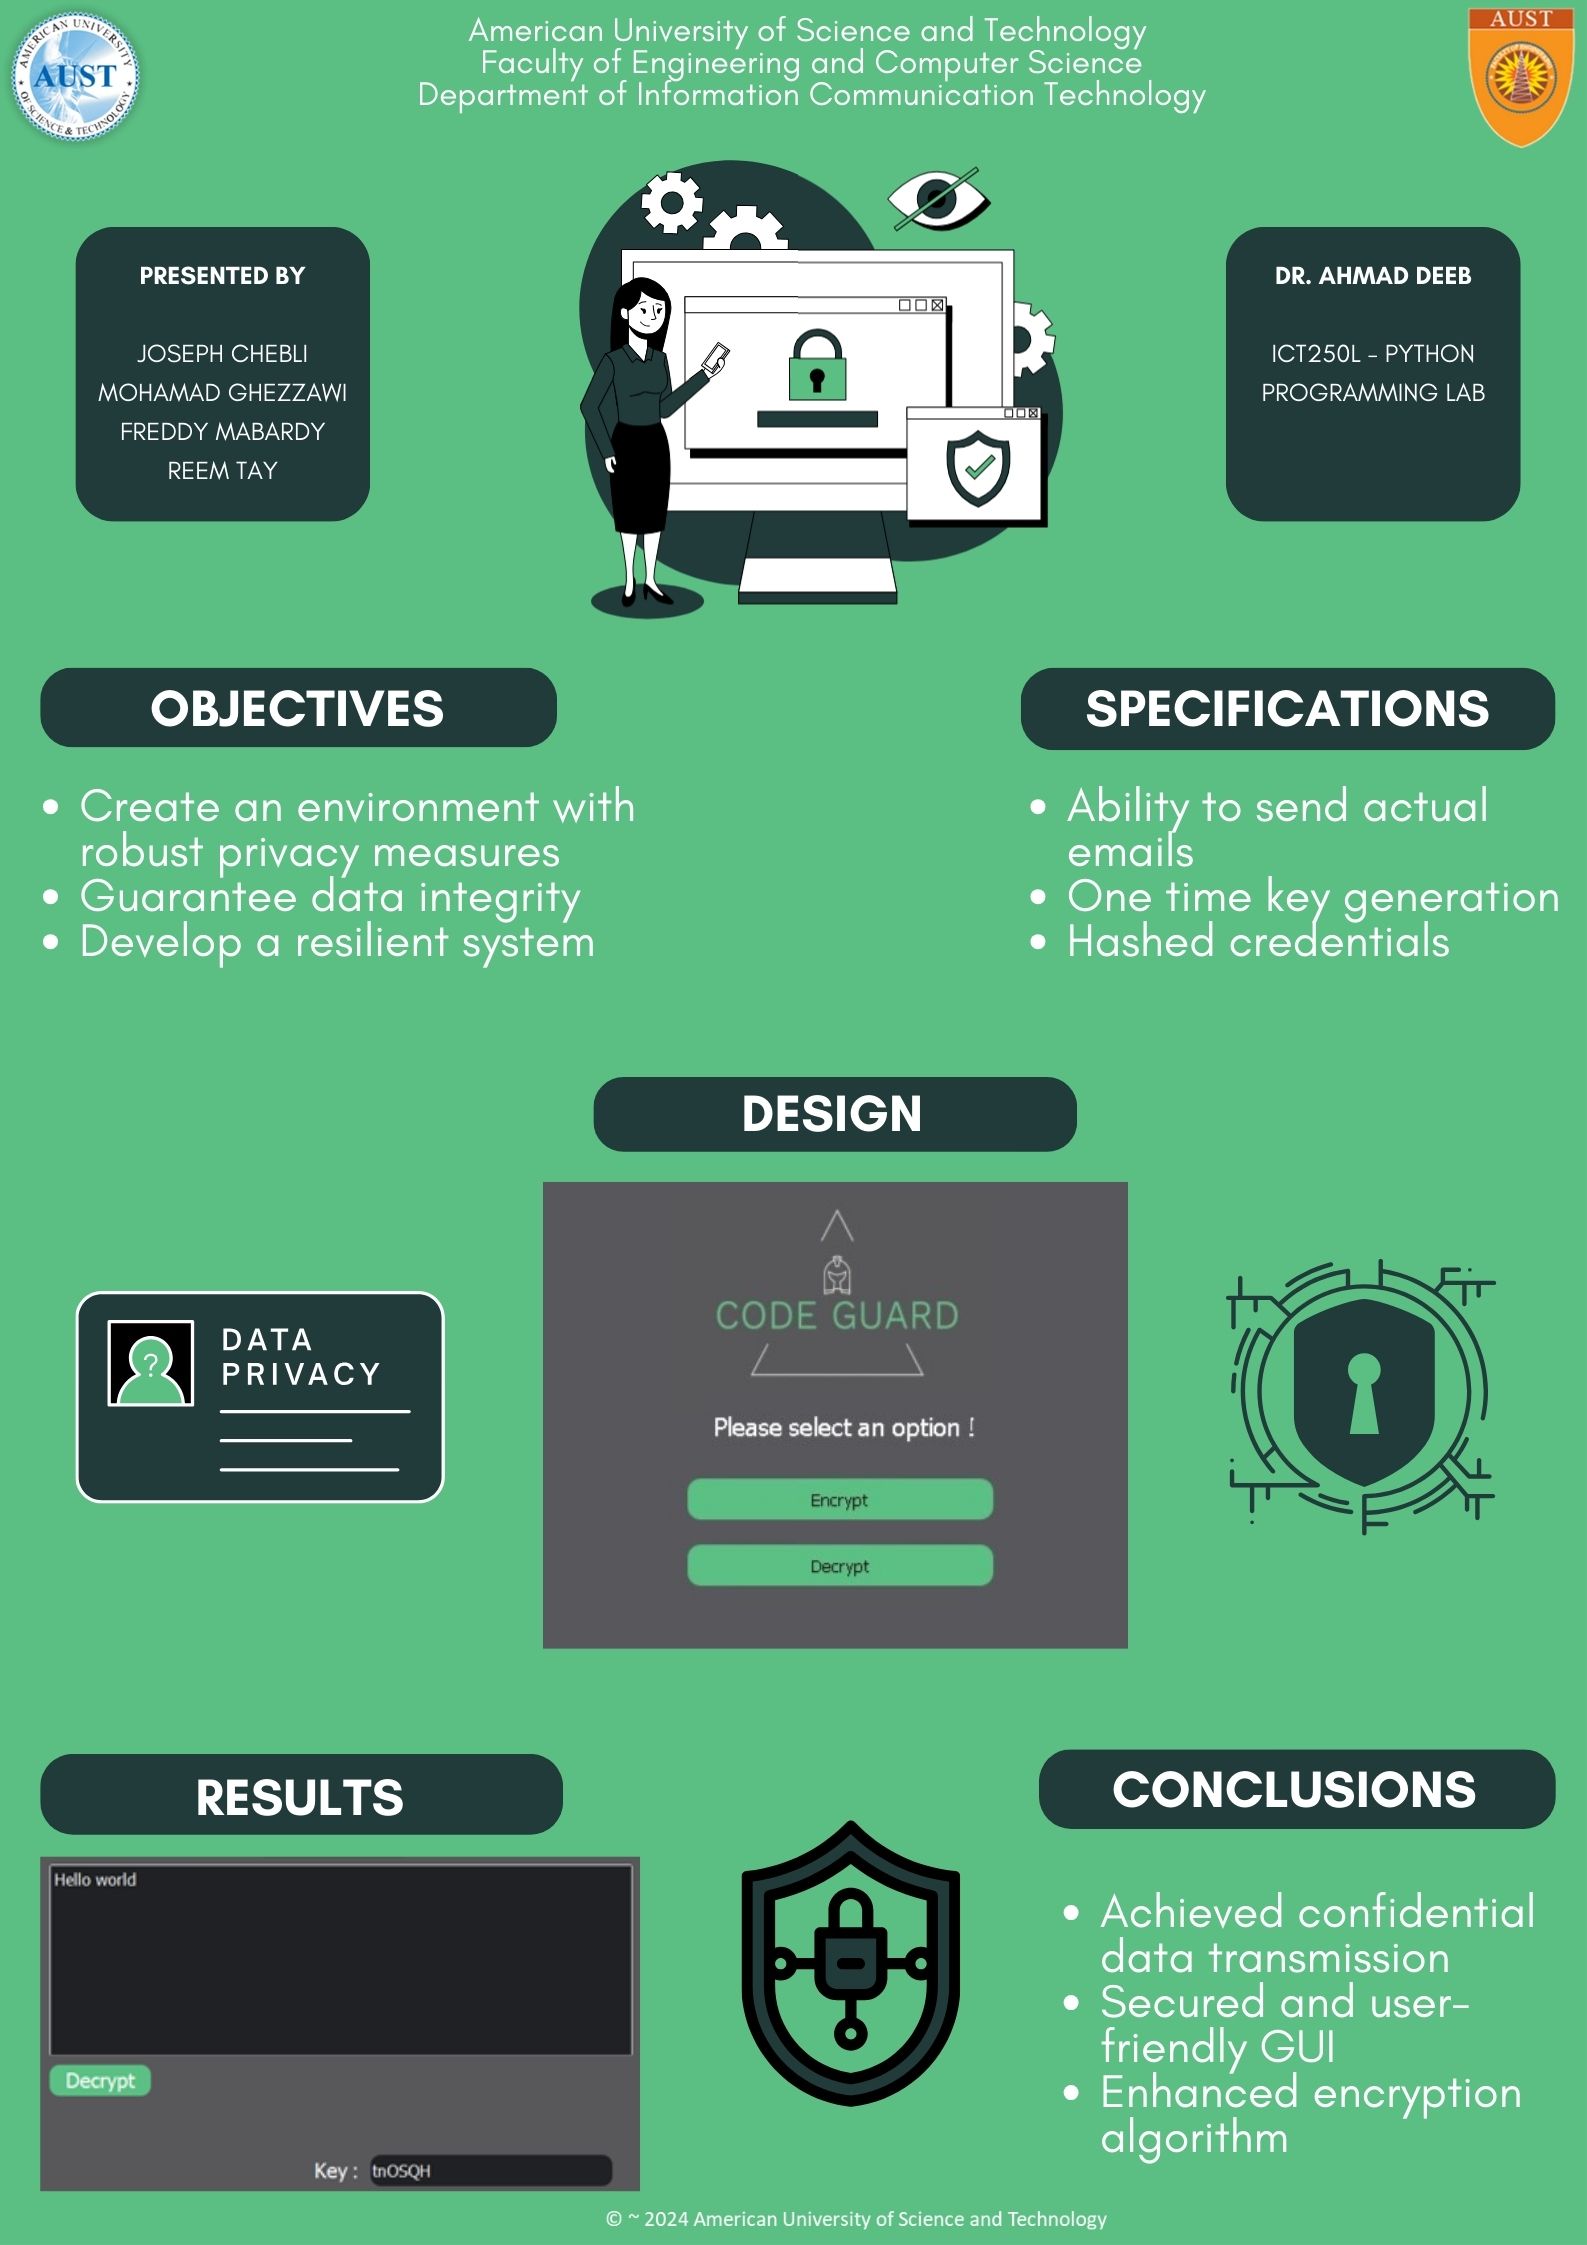 American University of Science and Technology
Faculty of Engineering and Computer Science
Department of Information Communication Technology
AMERICAN UNIVERSITY
AUST
OF SCIENCE & TECHNOLOGY
AUST
PRESENTED BY
JOSEPH CHEBLI
MOHAMAD GHEZZAWI
FREDDY MABARDY
REEM TAY
DR. AHMAD DEEB
ICT250L - PYTHON
PROGRAMMING LAB
OBJECTIVES
• Create an environment with
robust privacy measures
• Guarantee data integrity
• Develop a resilient system
SPECIFICATIONS
• Ability to send actual
emails
• One time key generation
• Hashed credentials
DESIGN
DATA
PRIVACY
?
CODE GUARD
Please select an option !
Encrypt
Decrypt
RESULTS
Hello world
Decrypt
Key : tnOSQH
CONCLUSIONS
• Achieved confidential
data transmission
• Secured and user-
friendly GUI
• Enhanced encryption
algorithm
© ~ 2024 American University of Science and Technology